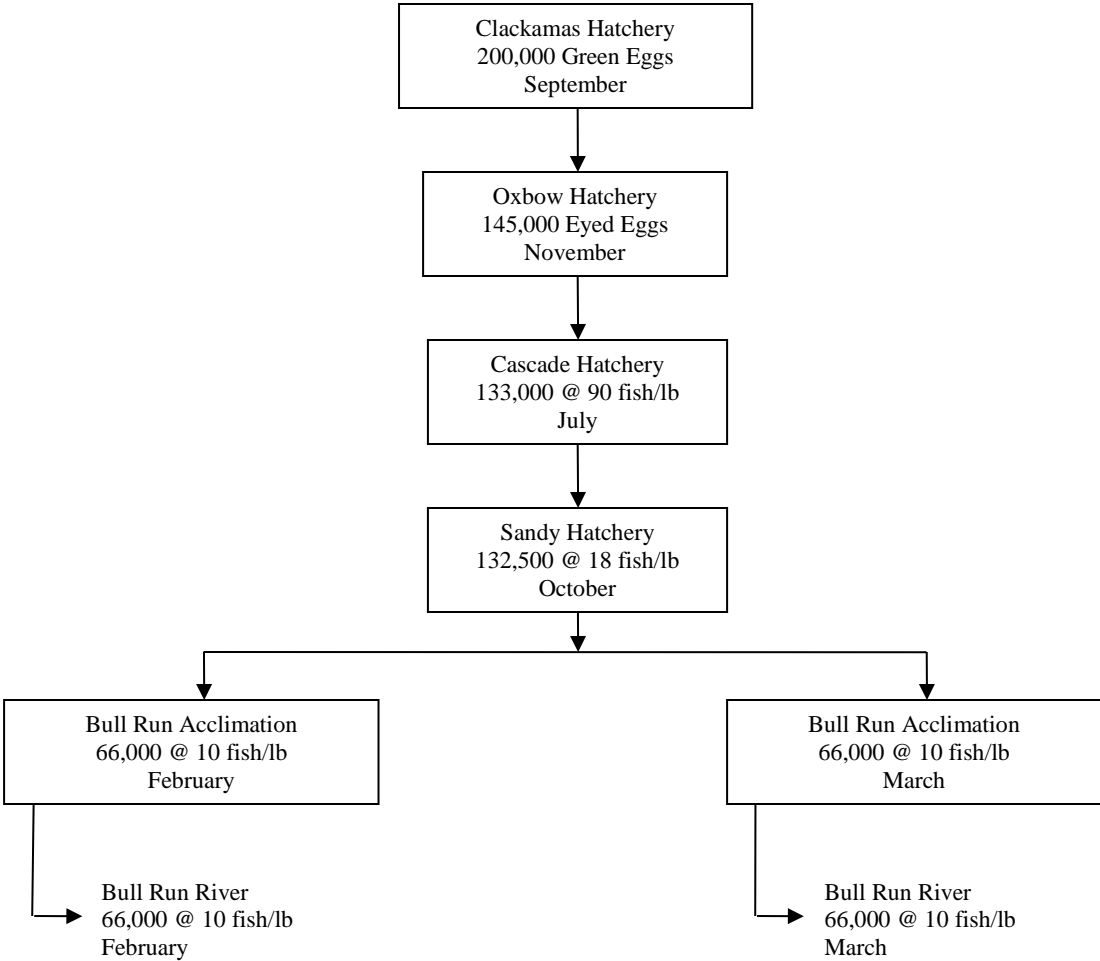 Clackamas Hatchery
200,000 Green Eggs
September
Oxbow Hatchery
145,000 Eyed Eggs
November
Cascade Hatchery
133,000 @ 90 fish/lb
July
Sandy Hatchery
132,500 @ 18 fish/lb
October
Bull Run Acclimation
66,000 @ 10 fish/lb
February
Bull Run Acclimation
66,000 @ 10 fish/lb
March
Bull Run River
66,000 @ 10 fish/lb
February
Bull Run River
66,000 @ 10 fish/lb
March